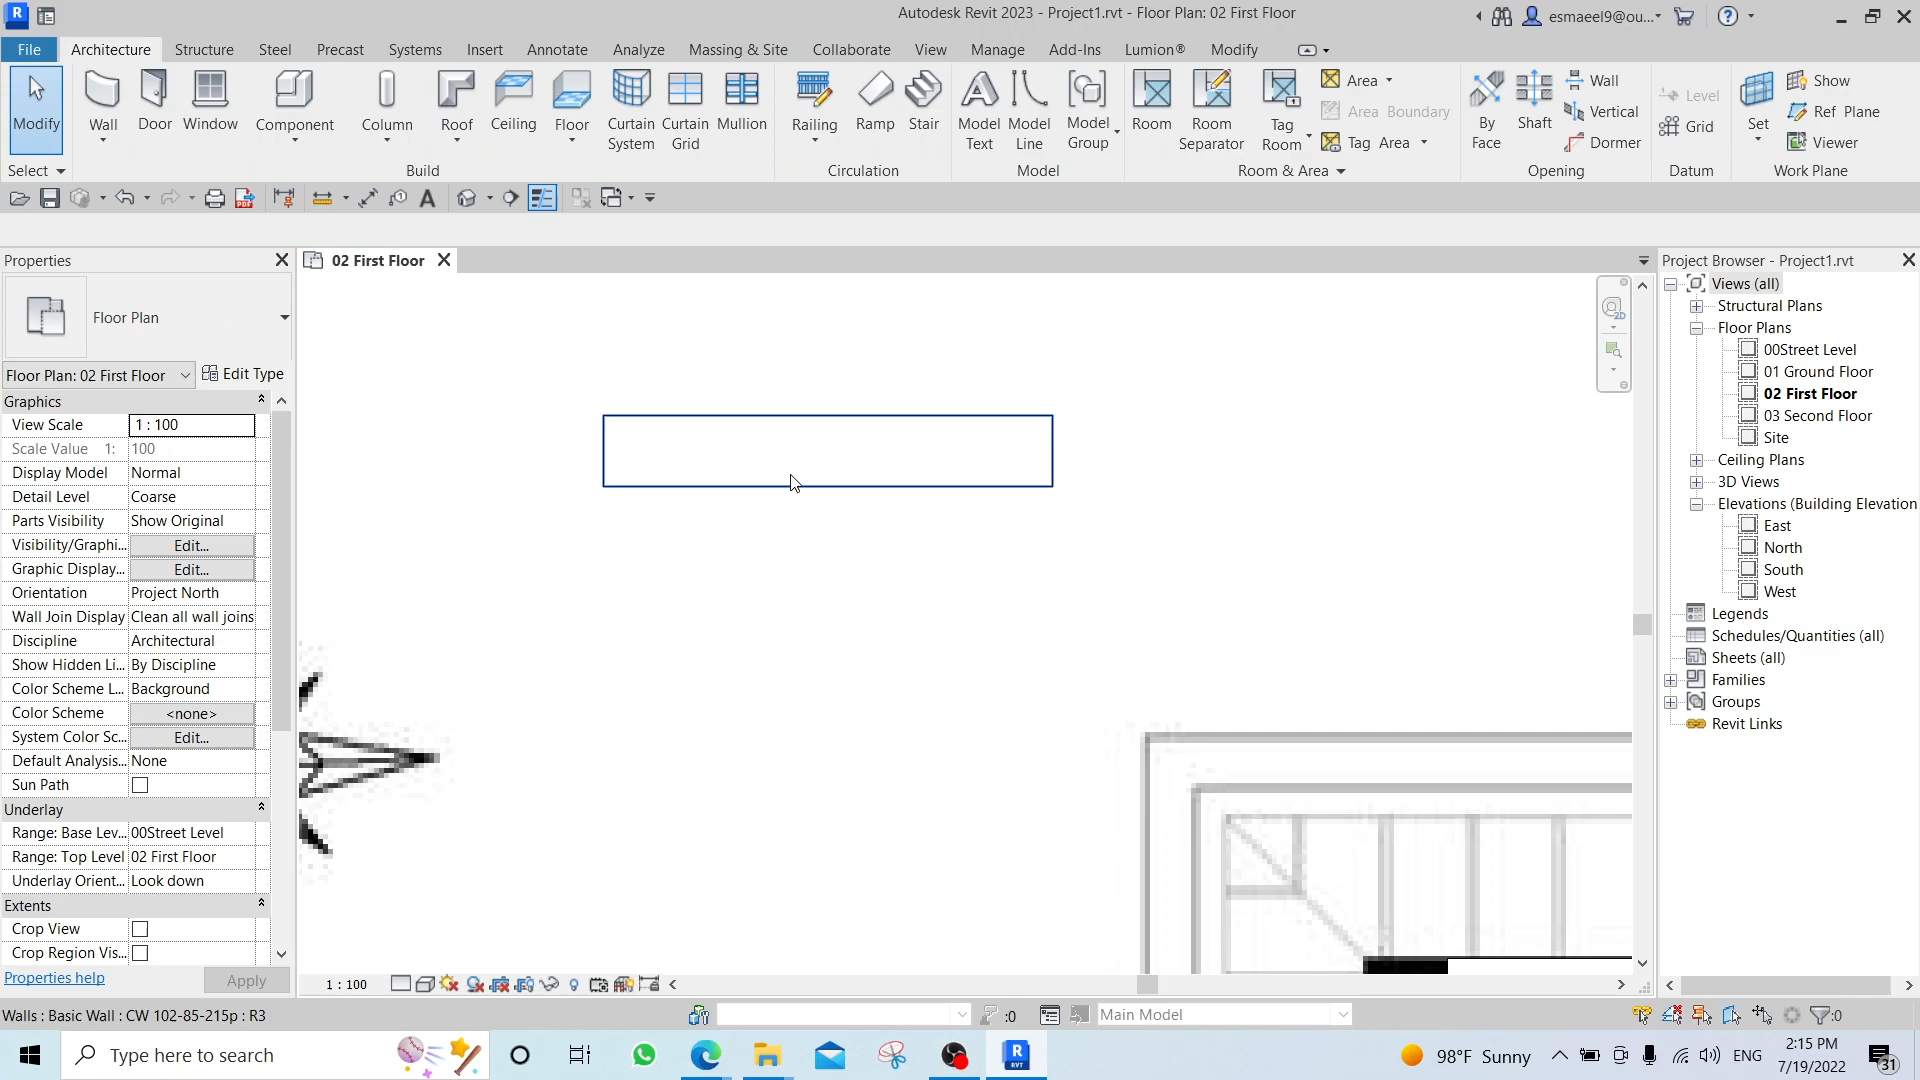 Autodesk Revit 2023 - Project1.rvt - Floor Plan: 02 First Floor
esmaeel9@ou...
File Architecture Structure Steel Precast Systems Insert Annotate Analyze Massing & Site Collaborate View Manage Add-Ins Lumion® Modify
Modify Wall Door Window Component Column Roof Ceiling Floor Curtain System Curtain Grid Mullion Railing Ramp Stair Model Text Model Line Model Group Room Room Separator Tag Room By Face Shaft Set
Area Wall Level Show
Area Boundary Vertical Grid Ref Plane
Tag Area Dormer Viewer
Select Build Circulation Model Room & Area Opening Datum Work Plane
Properties
02 First Floor
Project Browser - Project1.rvt
Floor Plan
Floor Plan: 02 First Floor Edit Type
Graphics
View Scale 1 : 100
Scale Value 1: 100
Display Model Normal
Detail Level Coarse
Parts Visibility Show Original
Visibility/Graphi... Edit...
Graphic Display... Edit...
Orientation Project North
Wall Join Display Clean all wall joins
Discipline Architectural
Show Hidden Li... By Discipline
Color Scheme L... Background
Color Scheme <none>
System Color Sc... Edit...
Default Analysis... None
Sun Path
Underlay
Range: Base Lev... 00Street Level
Range: Top Level 02 First Floor
Underlay Orient... Look down
Extents
Crop View
Crop Region Vis...
Properties help Apply
Views (all)
Structural Plans
Floor Plans
00Street Level
01 Ground Floor
02 First Floor
03 Second Floor
Site
Ceiling Plans
3D Views
Elevations (Building Elevation
East
North
South
West
Legends
Schedules/Quantities (all)
Sheets (all)
Families
Groups
Revit Links
1 : 100
Walls : Basic Wall : CW 102-85-215p : R3
:0
Main Model
:0
Type here to search
98°F Sunny
ENG
2:15 PM
7/19/2022
31